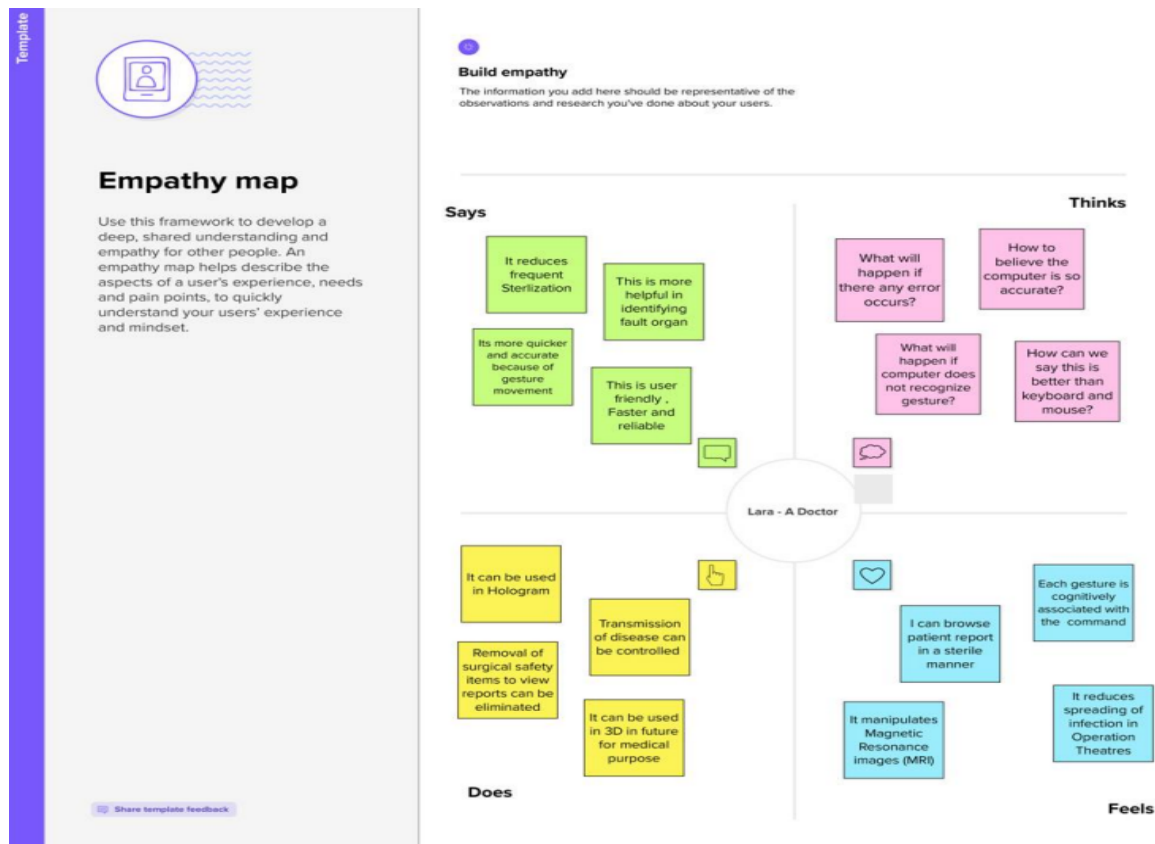 Template
Empathy map
Use this framework to develop a
deep, shared understanding and
empathy for other people. An
empathy map helps describe the
aspects of a user's experience, needs
and pain points, to quickly
understand your users' experience
and mindset.
Share template feedback
Build empathy
The information you add here should be representative of the
observations and research you've done about your users.
Says
It reduces
frequent
Sterlization
This is more
helpful in
identifying
fault organ
Its more quicker
and accurate
because of
gesture
movement
This is user
friendly ,
Faster and
reliable
Thinks
What will
happen if
there any error
occurs?
How to
believe the
computer is so
accurate?
What will
happen if
computer does
not recognize
gesture?
How can we
say this is
better than
keyboard and
mouse?
Lara - A Doctor
It can be used
in Hologram
Transmission
of disease can
be controlled
Removal of
surgical safety
items to view
reports can be
eliminated
It can be used
in 3D in future
for medical
purpose
Does
Each gesture is
cognitively
associated with
the command
I can browse
patient report
in a sterile
manner
It manipulates
Magnetic
Resonance
images (MRI)
It reduces
spreading of
infection in
Operation
Theatres
Feels